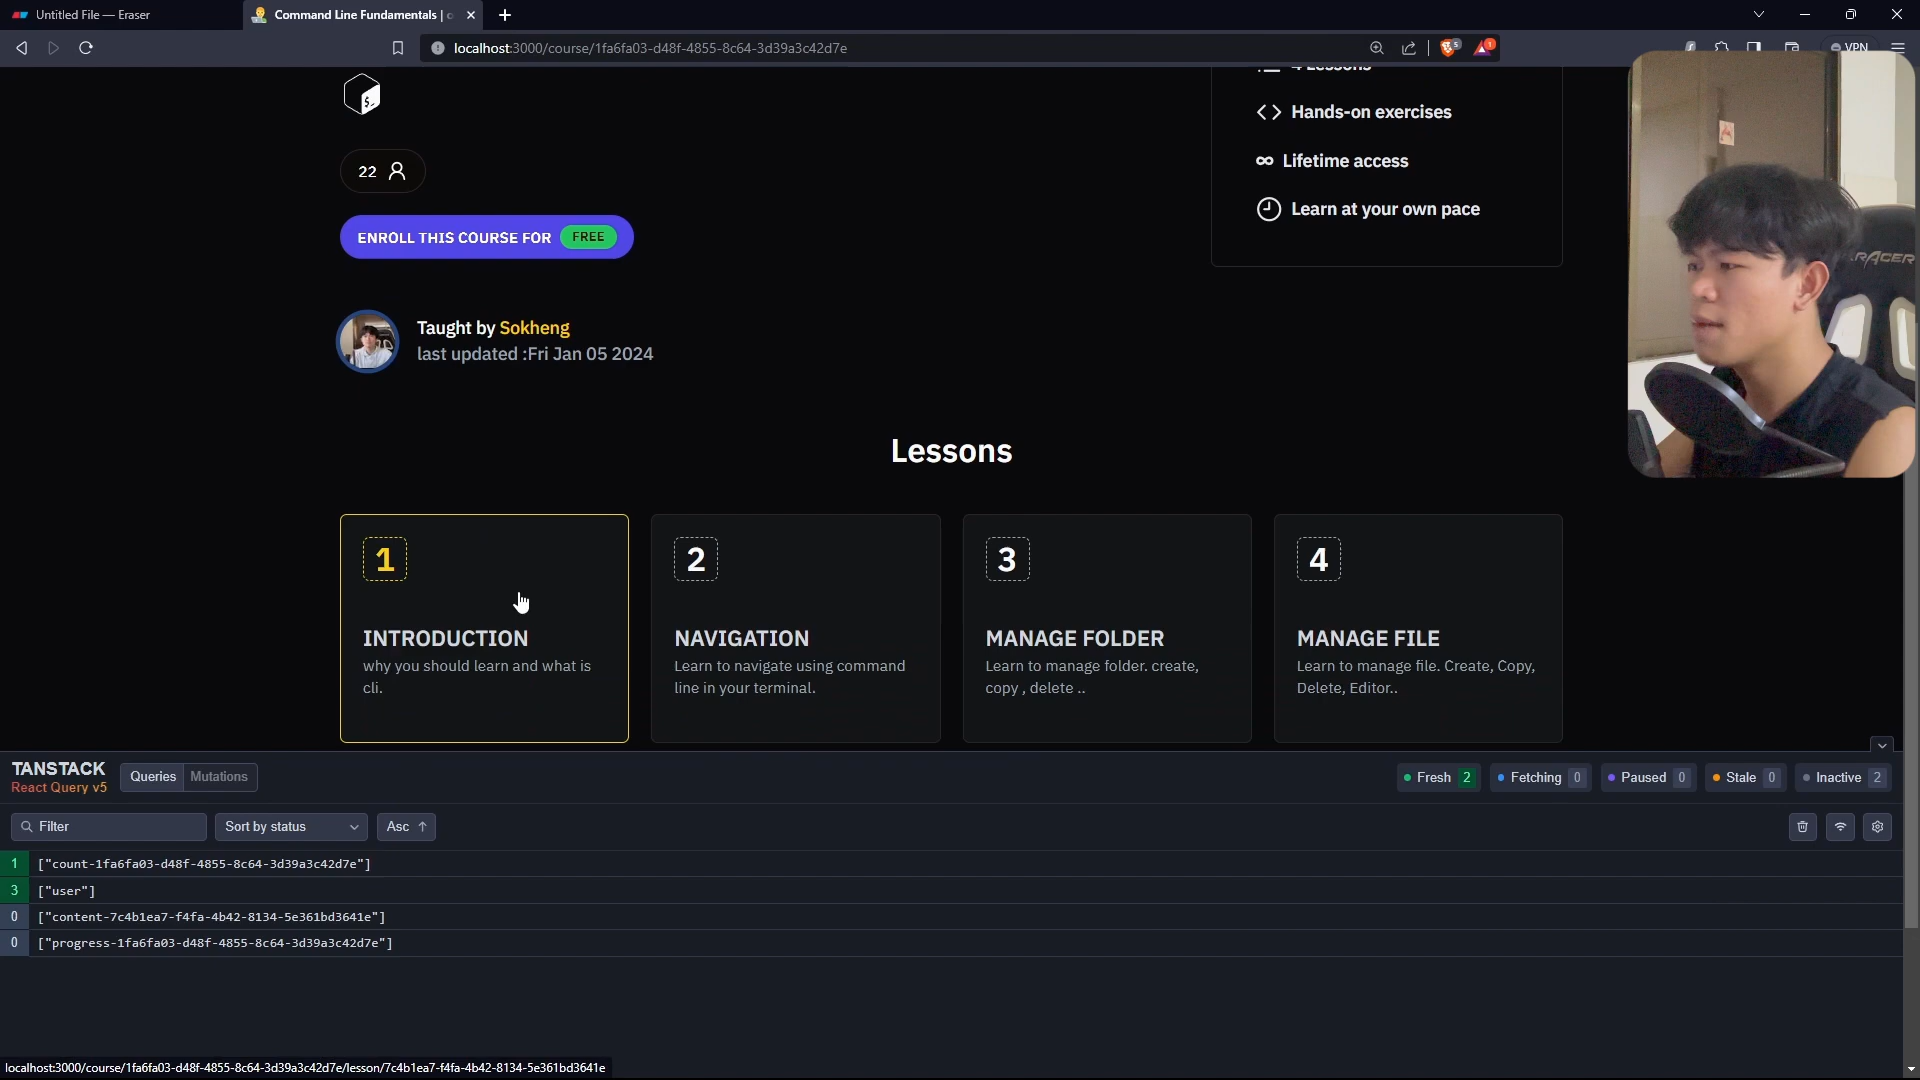 Untitled File — Eraser
Command Line Fundamentals |
localhost:3000/course/1fa6fa03-d48f-4855-8c64-3d39a3c42d7e
5
1
VPN
4 Lessons
$_
Hands-on exercises
22
Lifetime access
Learn at your own pace
ENROLL THIS COURSE FOR FREE
Taught by Sokheng
last updated :Fri Jan 05 2024
RACER
Lessons
1
INTRODUCTION
why you should learn and what is
cli.
2
NAVIGATION
Learn to navigate using command
line in your terminal.
3
MANAGE FOLDER
Learn to manage folder. create,
copy , delete ..
4
MANAGE FILE
Learn to manage file. Create, Copy,
Delete, Editor..
TANSTACK
React Query v5
Queries Mutations
Fresh 2 Fetching 0 Paused 0 Stale 0 Inactive 2
Filter Sort by status Asc ↑
1 ["count-1fa6fa03-d48f-4855-8c64-3d39a3c42d7e"]
3 ["user"]
0 ["content-7c4b1ea7-f4fa-4b42-8134-5e361bd3641e"]
0 ["progress-1fa6fa03-d48f-4855-8c64-3d39a3c42d7e"]
localhost:3000/course/1fa6fa03-d48f-4855-8c64-3d39a3c42d7e/lesson/7c4b1ea7-f4fa-4b42-8134-5e361bd3641e